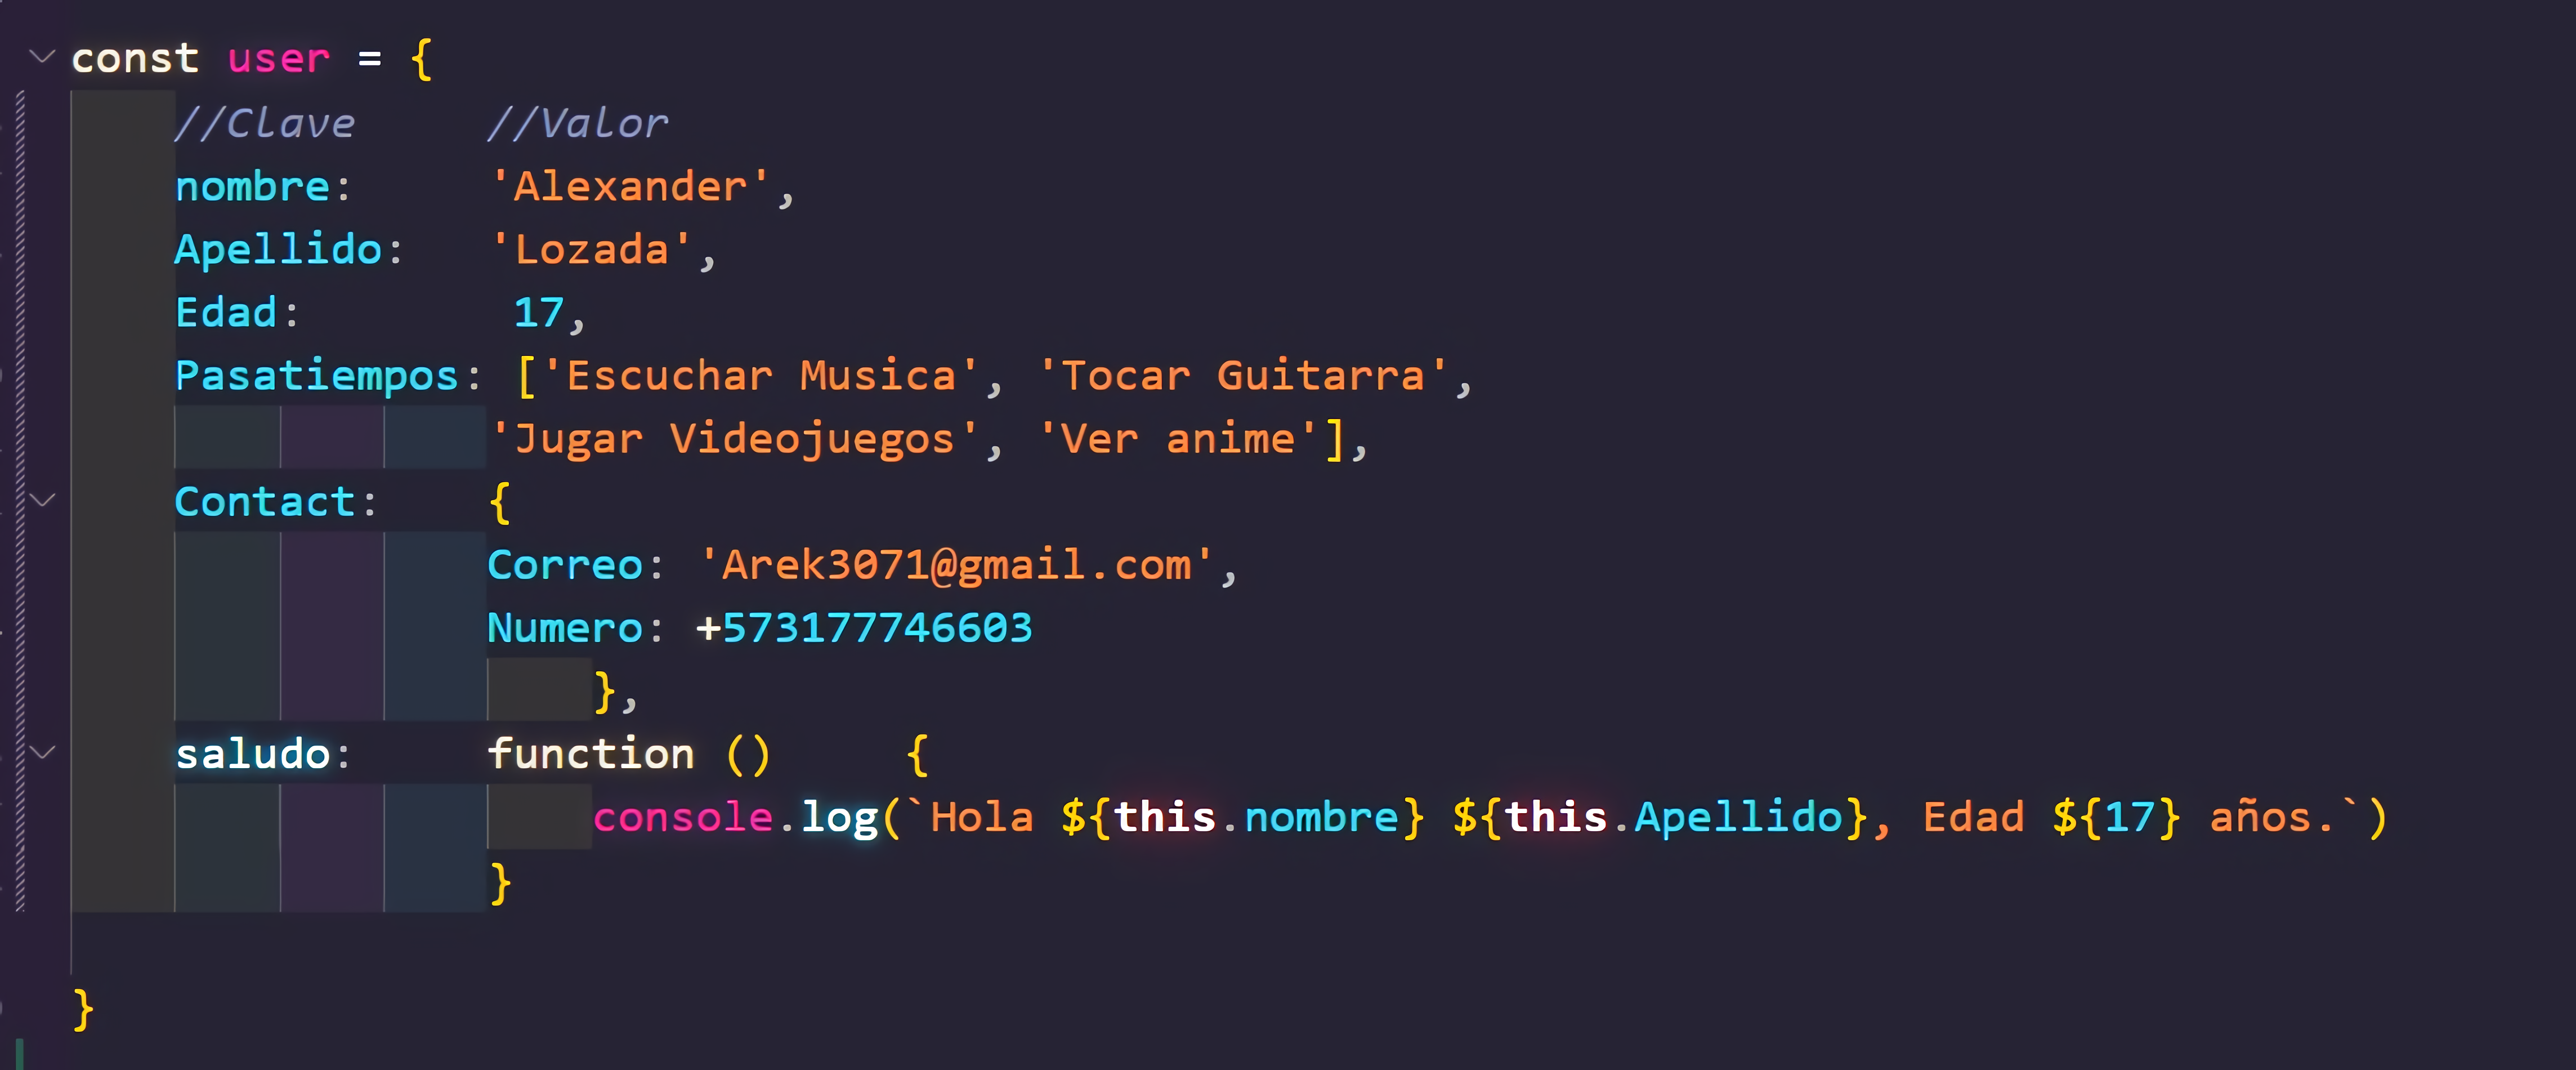 const user = {
    //Clave     //Valor
    nombre:     'Alexander',
    Apellido:   'Lozada',
    Edad:        17,
    Pasatiempos: ['Escuchar Musica', 'Tocar Guitarra',
                'Jugar Videojuegos', 'Ver anime'],
    Contact:    {
                Correo: 'Arek3071@gmail.com',
                Numero: +573177746603
                    },
    saludo:     function ()     {
                    console.log(`Hola ${this.nombre} ${this.Apellido}, Edad ${17} años.`)
                }
}